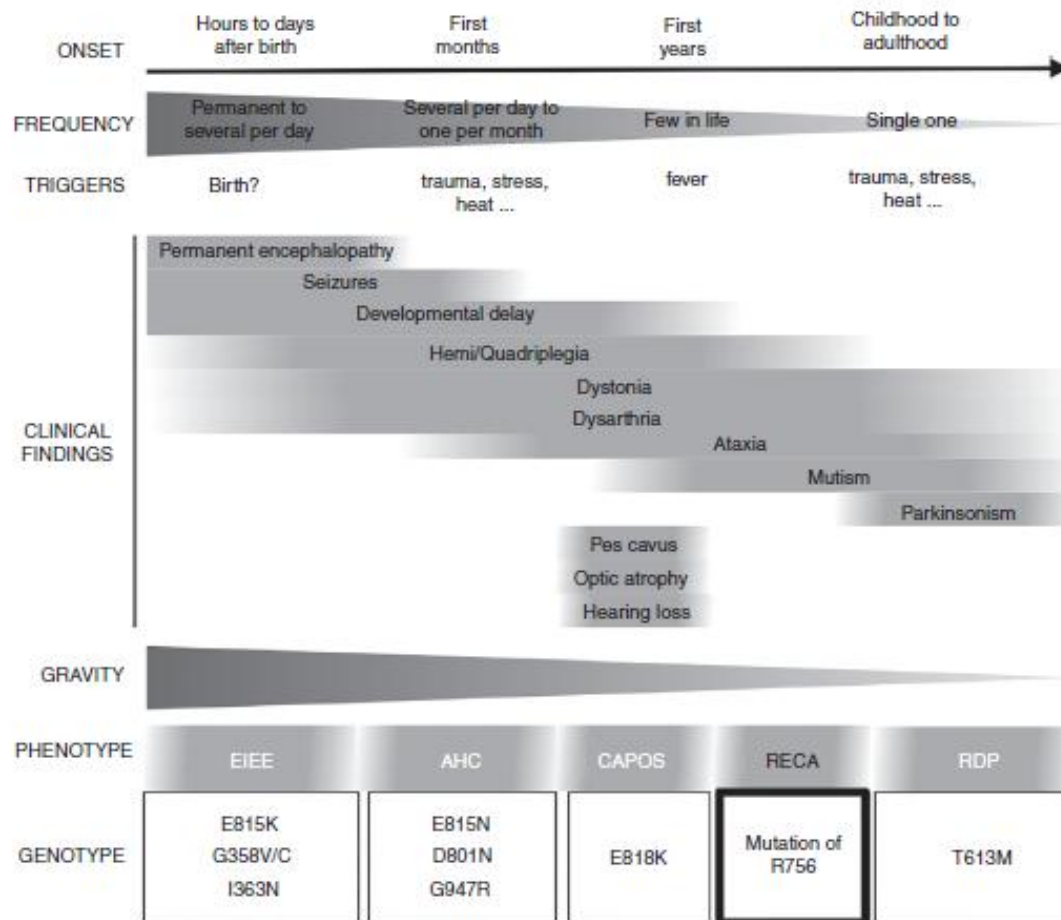 ONSET
Hours to days
after birth
First
months
First
years
Childhood to
adulthood
FREQUENCY
Permanent to
several per day
Several per day to
one per month
Few in life
Single one
TRIGGERS
Birth?
trauma, stress,
heat ...
fever
trauma, stress,
heat ...
CLINICAL
FINDINGS
Permanent encephalopathy
Seizures
Developmental delay
Hemi/Quadriplegia
Dystonia
Dysarthria
Ataxia
Mutism
Parkinsonism
Pes cavus
Optic atrophy
Hearing loss
GRAVITY
PHENOTYPE
EIEE
AHC
CAPOS
RECA
RDP
GENOTYPE
E815K
G358V/C
I363N
E815N
D801N
G947R
E818K
Mutation of
R756
T613M